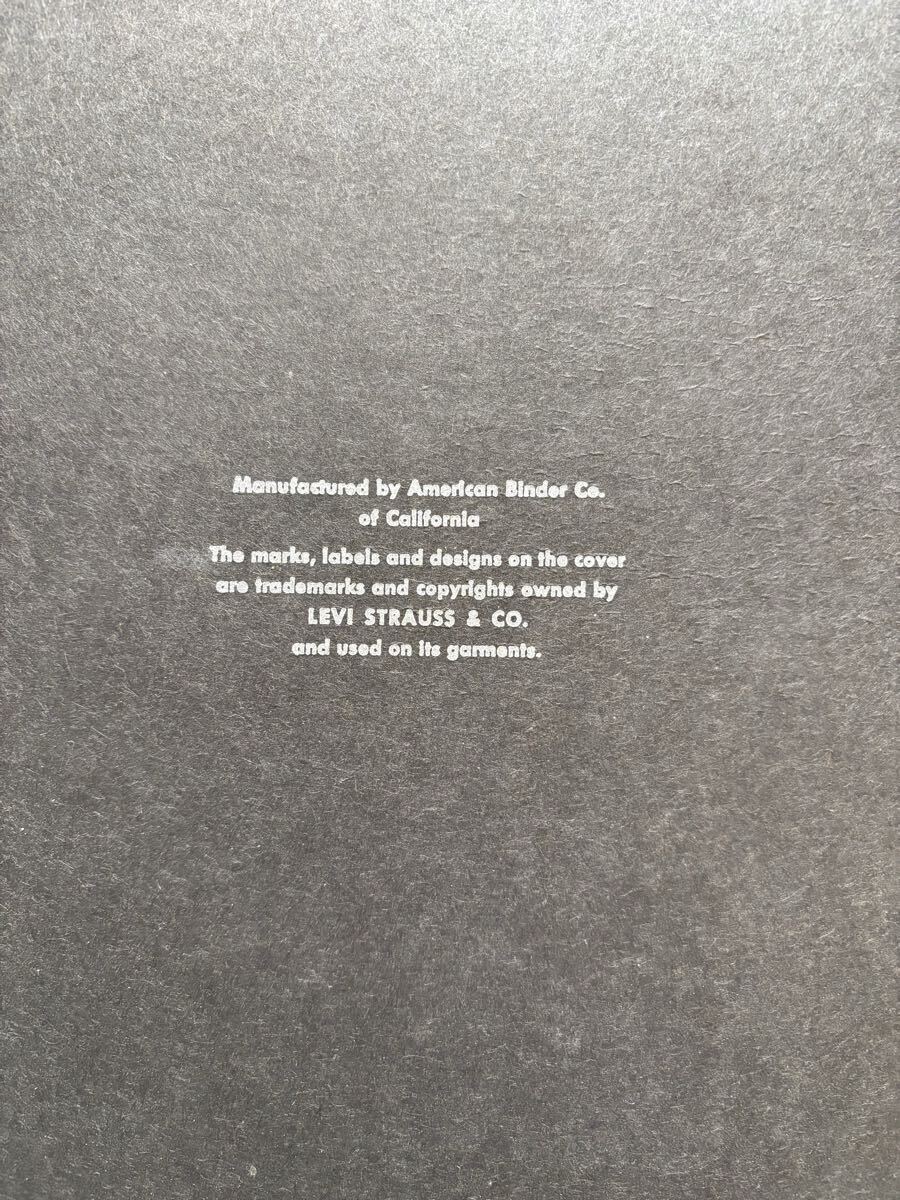 Manufactured by American Binder Co.
of California
The marks, labels and designs on the cover
are trademarks and copyrights owned by
LEVI STRAUSS & CO.
and used on its garments.